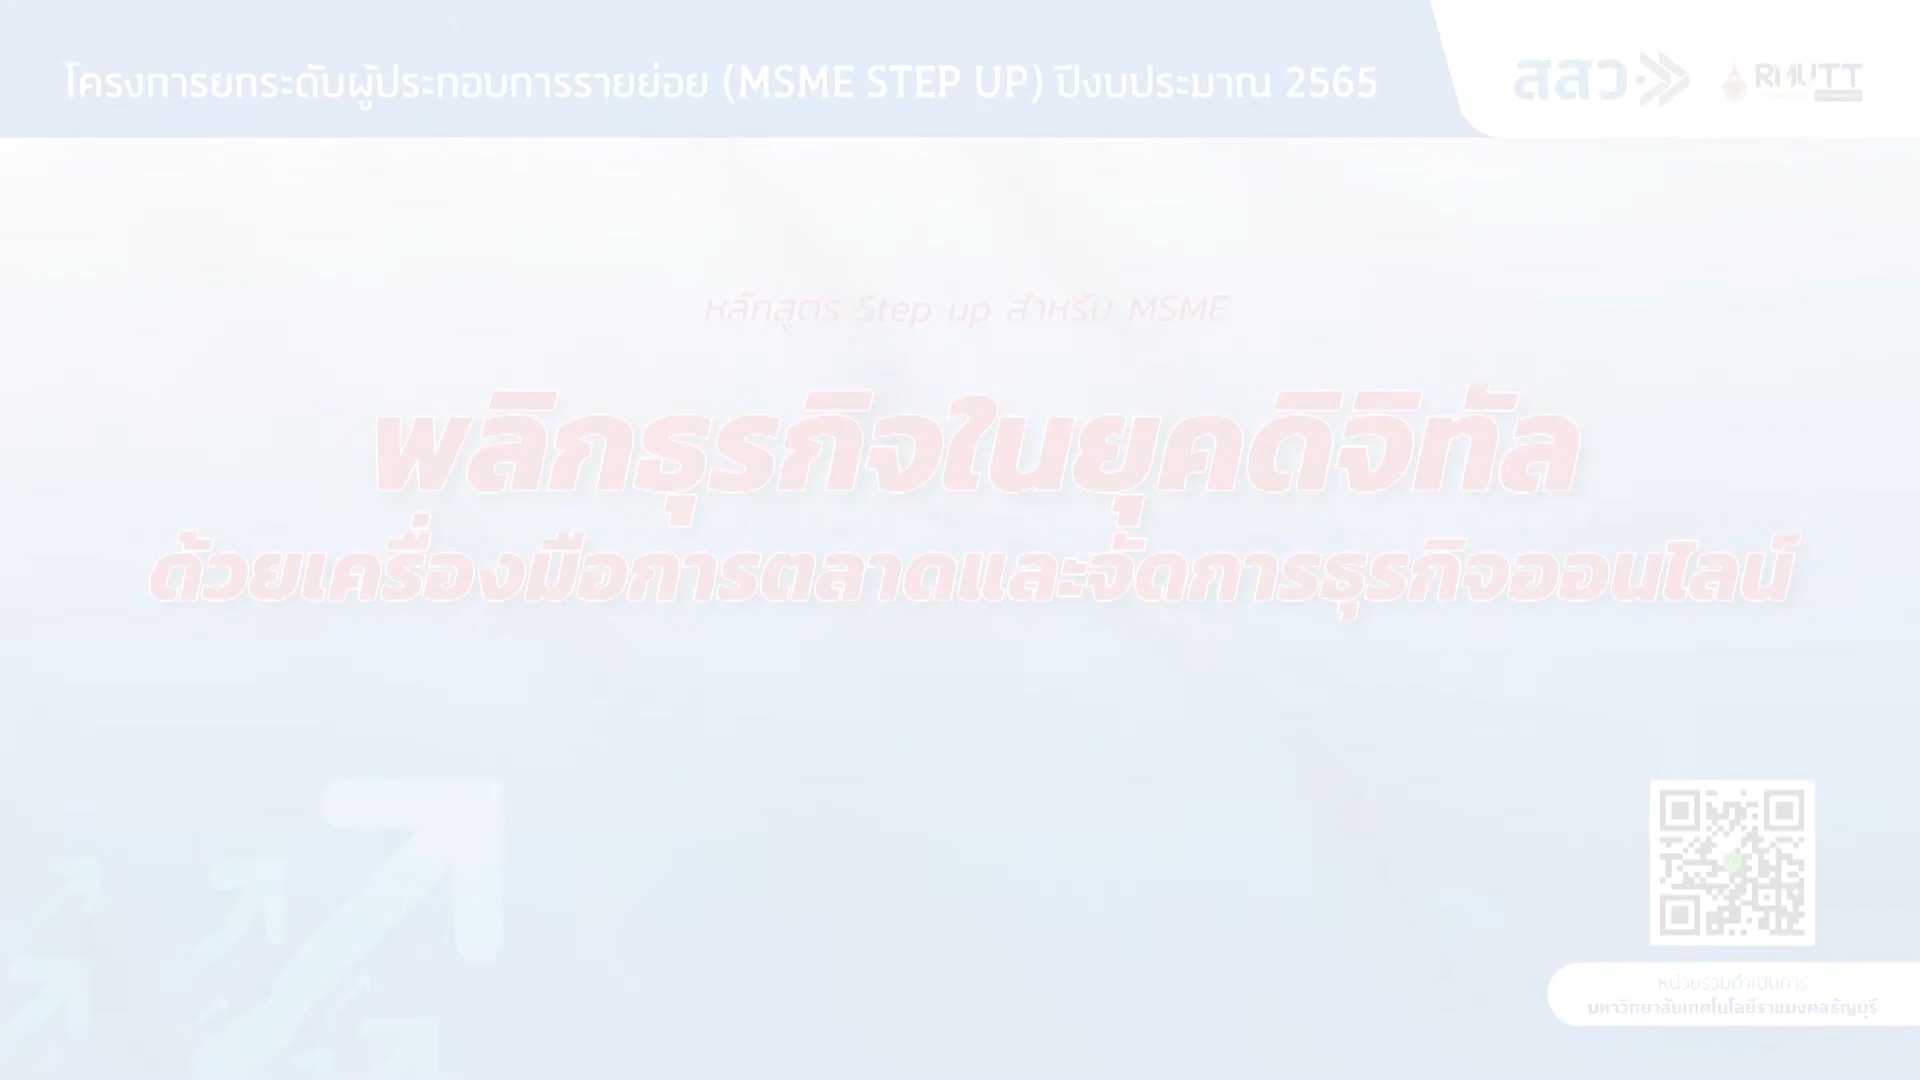 โครงการยกระดับผู้ประกอบการรายย่อย (MSME STEP UP) ปีงบประมาณ 2565
สสว
RMUTT
หลักสูตร Step up สำหรับ MSME
พลิกธุรกิจในยุคดิจิทัล
ด้วยเครื่องมือการตลาดและจัดการธุรกิจออนไลน์
หน่วยร่วมดำเนินการ
มหาวิทยาลัยเทคโนโลยีราชมงคลธัญบุรี